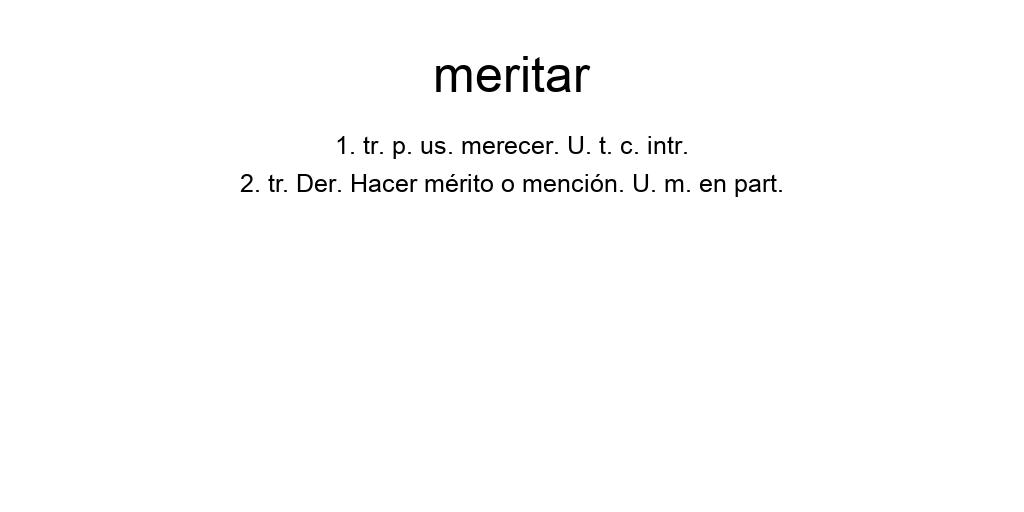 meritar
1. tr. p. us. merecer. U. t. c. intr.
2. tr. Der. Hacer mérito o mención. U. m. en part.